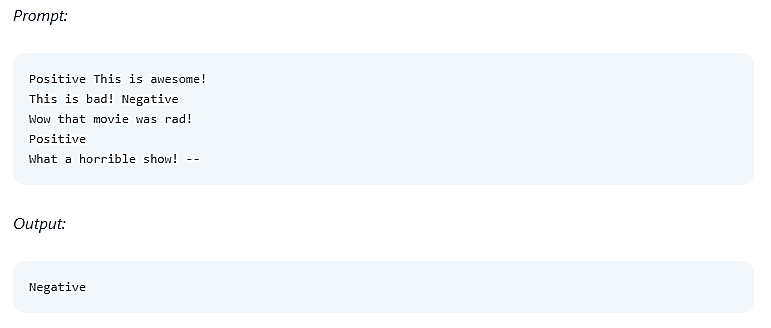 Prompt:
Positive This is awesome!
This is bad! Negative
Wow that movie was rad!
Positive
What a horrible show! --
Output:
Negative